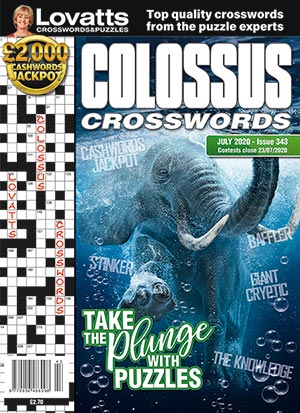 Lovatts
CROSSWORDS&PUZZLES
Top quality crosswords
from the puzzle experts
£2,000
CASHWORDS
JACKPOT
COLOSSUS
CROSSWORDS
JULY 2020 - Issue 343
Contests close 23/07/2020
COLOSSUS
LOVATTS
CROSSWORDS
CASHWORDS
JACKPOT
BAFFLER
STINKER
GIANT
CRYPTIC
THE KNOWLEDGE
TAKE
THE Plunge
WITH
PUZZLES
£2.70